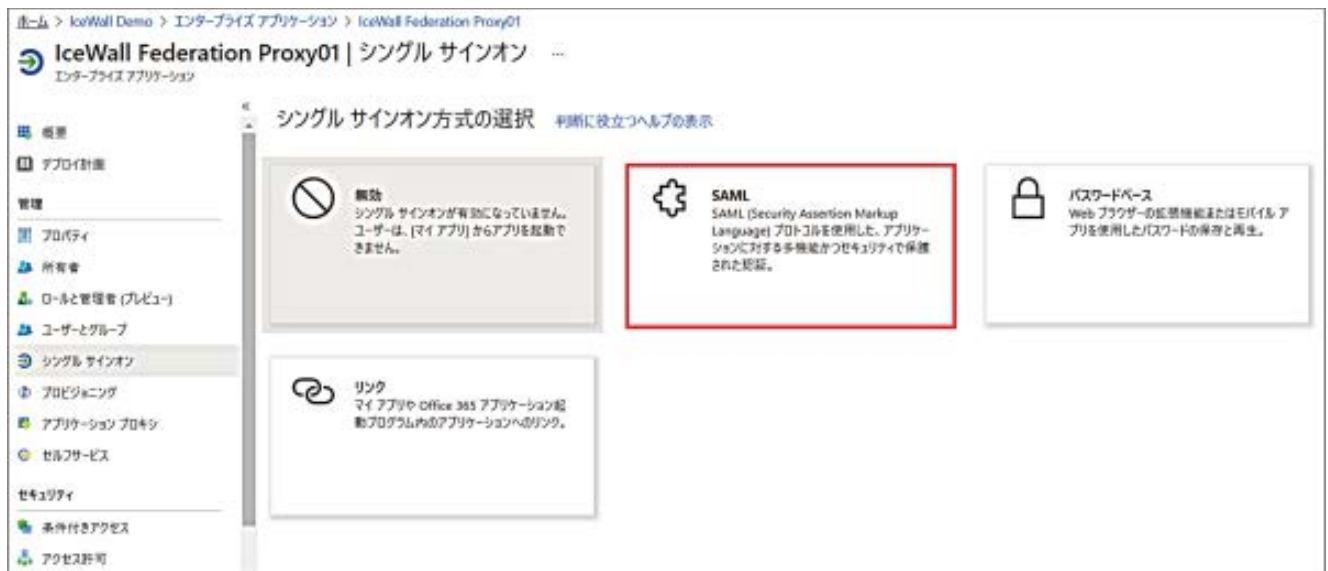 ホーム > IceWall Demo > エンタープライズ アプリケーション > IceWall Federation Proxy01
IceWall Federation Proxy01 | シングル サインオン …
エンタープライズ アプリケーション
«
概要
デプロイ計画
管理
プロパティ
所有者
ロールと管理者 (プレビュー)
ユーザーとグループ
シングル サインオン
プロビジョニング
アプリケーション プロキシ
セルフサービス
セキュリティ
条件付きアクセス
アクセス許可
シングル サインオン方式の選択 判断に役立つヘルプの表示
無効
シングル サインオンが有効になっていません。
ユーザーは、[マイ アプリ] からアプリを起動で
きません。
SAML
SAML (Security Assertion Markup
Language) プロトコルを使用した、アプリケー
ションに対する多機能かつセキュリティで保護
された認証。
パスワードベース
Web ブラウザーの拡張機能またはモバイル ア
プリを使用したパスワードの保存と再生。
リンク
マイ アプリや Office 365 アプリケーション起
動プログラム内のアプリケーションへのリンク。